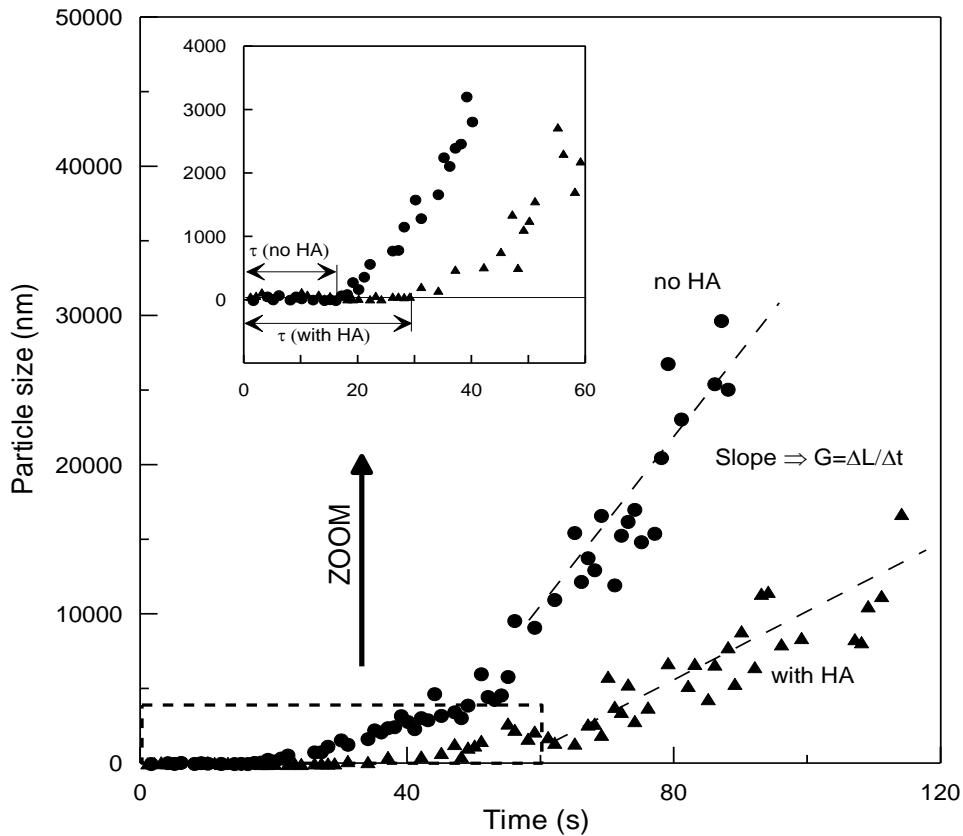 50000
40000
30000
20000
10000
0
Particle size (nm)
4000
3000
2000
1000
0
τ (no HA)
τ (with HA)
0 20 40 60
no HA
Slope ⇒ G=ΔL/Δt
ZOOM
with HA
0 40 80 120
Time (s)